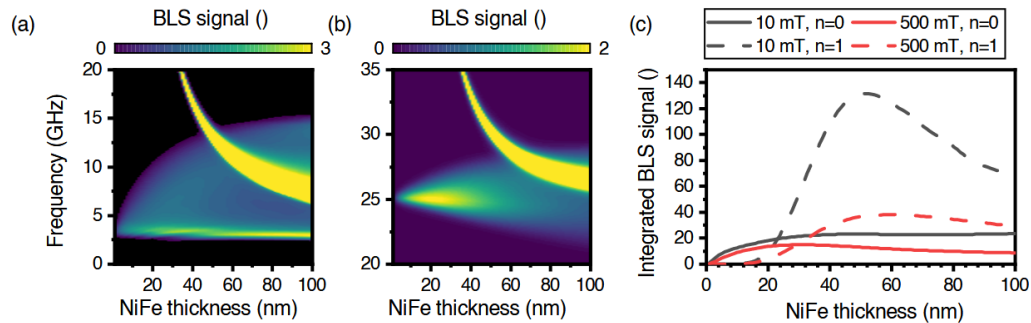 (a)
BLS signal ()
0
3
20
15
10
5
0
Frequency (GHz)
20 40 60 80 100
NiFe thickness (nm)
(b)
BLS signal ()
0
2
35
30
25
20
20 40 60 80 100
NiFe thickness (nm)
(c)
10 mT, n=0
500 mT, n=0
10 mT, n=1
500 mT, n=1
140
120
100
80
60
40
20
0
Integrated BLS signal ()
0 20 40 60 80 100
NiFe thickness (nm)